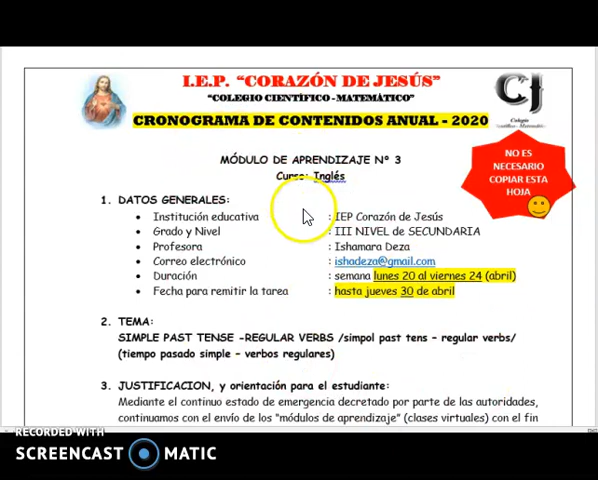 I.E.P. “CORAZÓN DE JESÚS”
“COLEGIO CIENTÍFICO-MATEMÁTICO”
CRONOGRAMA DE CONTENIDOS ANUAL - 2020
CJ
Colegio
NO ES
NECESARIO
COPIAR ESTA
HOJA
MÓDULO DE APRENDIZAJE Nº 3
Curso: Inglés
1. DATOS GENERALES:
• Institución educativa : IEP Corazón de Jesús
• Grado y Nivel : III NIVEL de SECUNDARIA
• Profesora : Ishamara Deza
• Correo electrónico : ishadeza@gmail.com
• Duración : semana lunes 20 al viernes 24 (abril)
• Fecha para remitir la tarea : hasta jueves 30 de abril
2. TEMA:
SIMPLE PAST TENSE -REGULAR VERBS /simpol past tens – regular verbs/
(tiempo pasado simple – verbos regulares)
3. JUSTIFICACION, y orientación para el estudiante:
Mediante el continuo estado de emergencia decretado por parte de las autoridades,
continuamos con el envío de los “módulos de aprendizaje” (clases virtuales) con el fin
RECORDED WITH
SCREENCAST MATIC